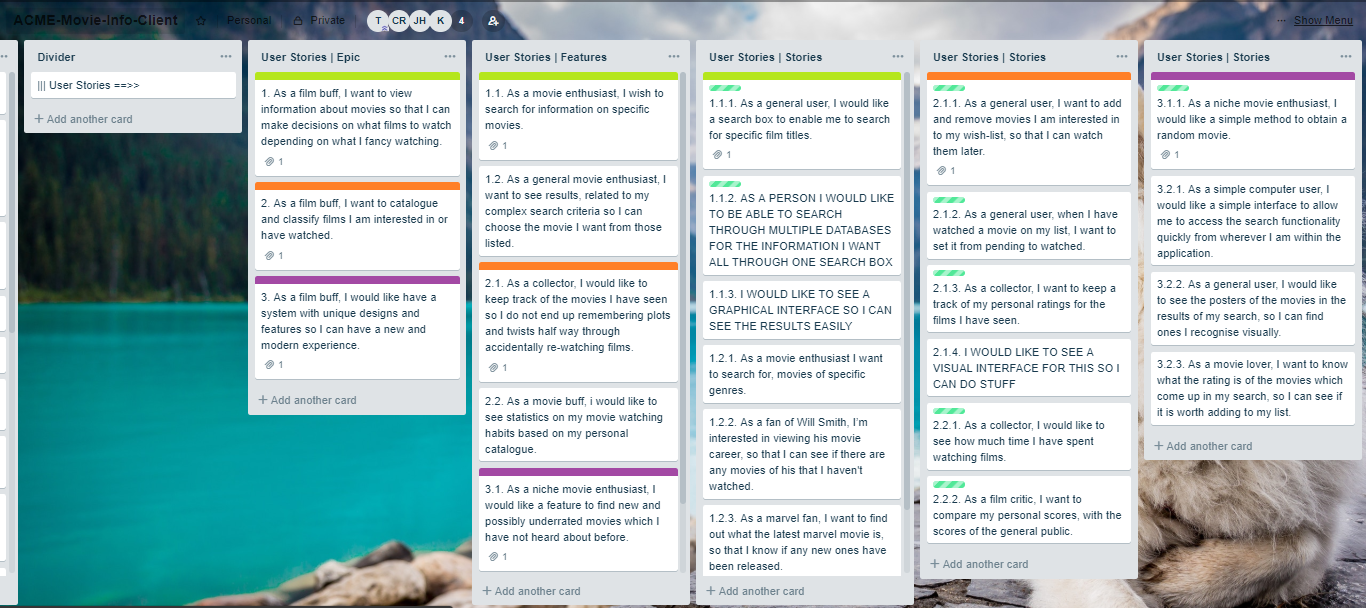 ACME-Movie-Info-Client
Personal
Private
T CR JH K 4
Show Menu
Divider
||| User Stories ==>>
+ Add another card
User Stories | Epic
1. As a film buff, I want to view
information about movies so that I can
make decisions on what films to watch
depending on what I fancy watching.
1
2. As a film buff, I want to catalogue
and classify films I am interested in or
have watched.
1
3. As a film buff, I would like have a
system with unique designs and
features so I can have a new and
modern experience.
1
+ Add another card
User Stories | Features
1.1. As a movie enthusiast, I wish to
search for information on specific
movies.
1
1.2. As a general movie enthusiast, I
want to see results, related to my
complex search criteria so I can
choose the movie I want from those
listed.
2.1. As a collector, I would like to
keep track of the movies I have seen
so I do not end up remembering plots
and twists half way through
accidentally re-watching films.
1
2.2. As a movie buff, i would like to
see statistics on my movie watching
habits based on my personal
catalogue.
3.1. As a niche movie enthusiast, I
would like a feature to find new and
possibly underrated movies which I
have not heard about before.
1
+ Add another card
User Stories | Stories
1.1.1. As a general user, I would like
a search box to enable me to search
for specific film titles.
1
1.1.2. AS A PERSON I WOULD LIKE
TO BE ABLE TO SEARCH
THROUGH MULTIPLE DATABASES
FOR THE INFORMATION I WANT
ALL THROUGH ONE SEARCH BOX
1.1.3. I WOULD LIKE TO SEE A
GRAPHICAL INTERFACE SO I CAN
SEE THE RESULTS EASILY
1.2.1. As a movie enthusiast I want
to search for, movies of specific
genres.
1.2.2. As a fan of Will Smith, I'm
interested in viewing his movie
career, so that I can see if there are
any movies of his that I haven't
watched.
1.2.3. As a marvel fan, I want to find
out what the latest marvel movie is,
so that I know if any new ones have
been released.
+ Add another card
User Stories | Stories
2.1.1. As a general user, I want to add
and remove movies I am interested in
to my wish-list, so that I can watch
them later.
1
2.1.2. As a general user, when I have
watched a movie on my list, I want to
set it from pending to watched.
2.1.3. As a collector, I want to keep a
track of my personal ratings for the
films I have seen.
2.1.4. I WOULD LIKE TO SEE A
VISUAL INTERFACE FOR THIS SO I
CAN DO STUFF
2.2.1. As a collector, I would like to
see how much time I have spent
watching films.
2.2.2. As a film critic, I want to
compare my personal scores, with the
scores of the general public.
+ Add another card
User Stories | Stories
3.1.1. As a niche movie enthusiast, I
would like a simple method to obtain a
random movie.
1
3.2.1. As a simple computer user, I
would like a simple interface to allow
me to access the search functionality
quickly from wherever I am within the
application.
3.2.2. As a general user, I would like
to see the posters of the movies in the
results of my search, so I can find
ones I recognise visually.
3.2.3. As a movie lover, I want to know
what the rating is of the movies which
come up in my search, so I can see if
it is worth adding to my list.
+ Add another card